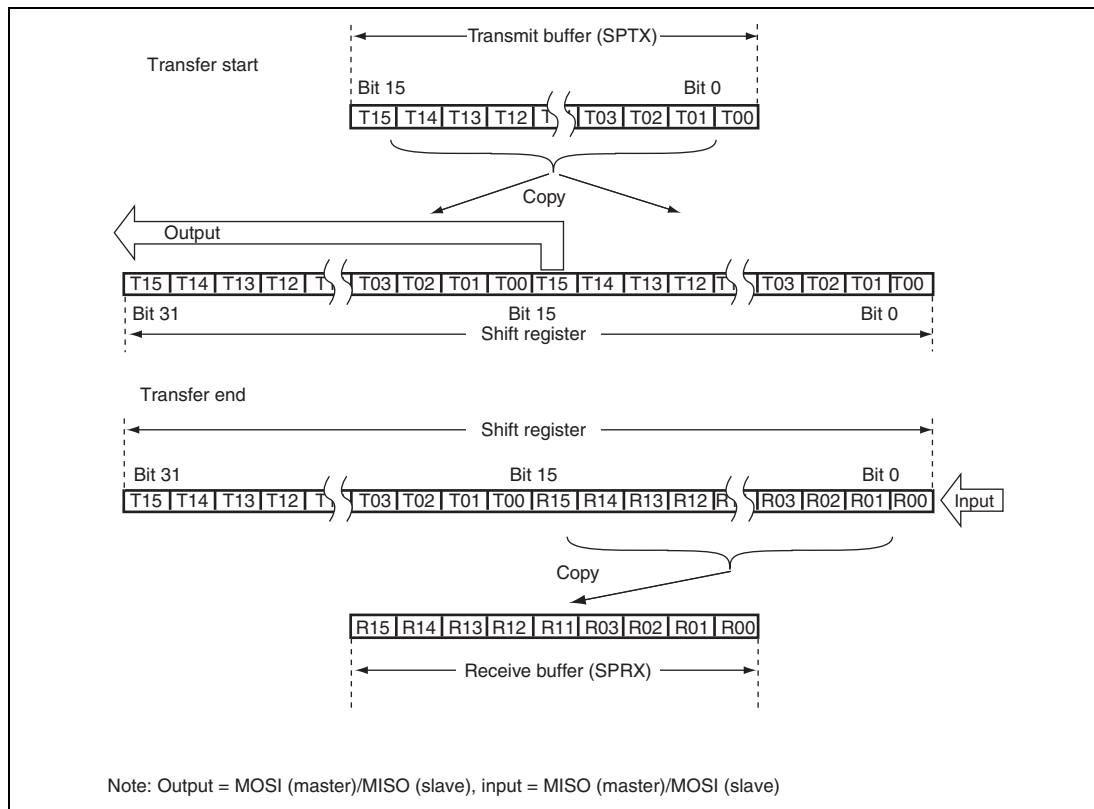 Transmit buffer (SPTX)
Transfer start
Bit 15 Bit 0
T15 T14 T13 T12 T03 T02 T01 T00
Copy
Output
T15 T14 T13 T12 T03 T02 T01 T00 T15 T14 T13 T12 T03 T02 T01 T00
Bit 31 Bit 15 Bit 0
Shift register
Transfer end
Shift register
Bit 31 Bit 15 Bit 0
T15 T14 T13 T12 T03 T02 T01 T00 R15 R14 R13 R12 R03 R02 R01 R00 Input
Copy
R15 R14 R13 R12 R11 R03 R02 R01 R00
Receive buffer (SPRX)
Note: Output = MOSI (master)/MISO (slave), input = MISO (master)/MOSI (slave)